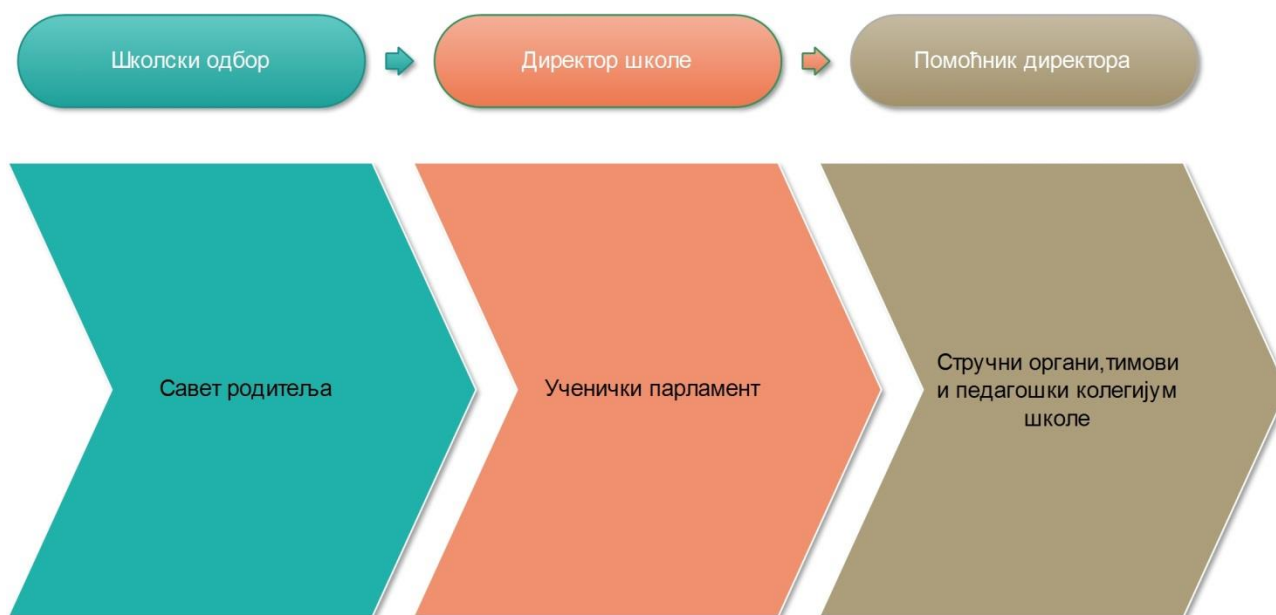 Школски одбор
Директор школе
Помоћник директора
Савет родитеља
Ученички парламент
Стручни органи,тимови
и педагошки колегијум
школе